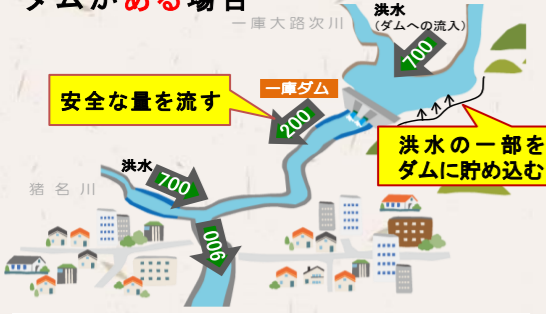 ダムがある場合
一庫大路次川
洪水
（ダムへの流入）
700
一庫ダム
安全な量を流す
200
洪水の一部を
ダムに貯め込む
洪水
700
猪名川
900